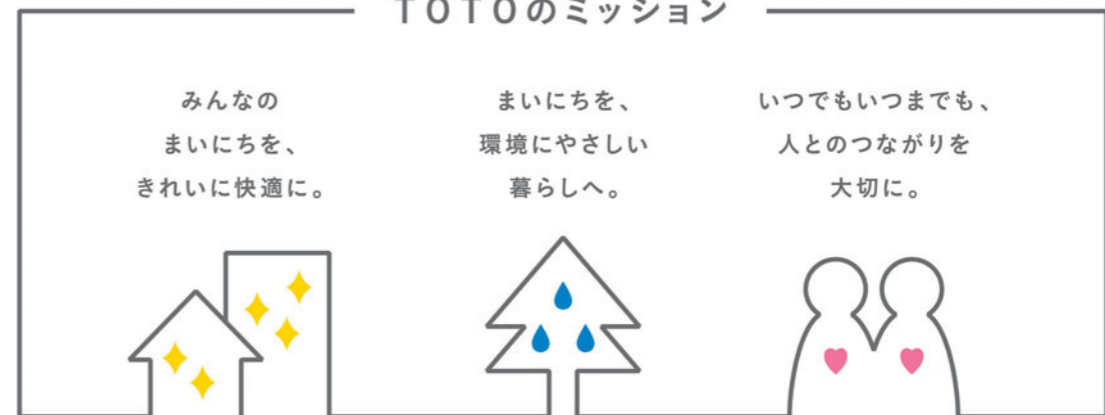 TOTOのミッション
みんなの
まいにちを、
きれいに快適に。
まいにちを、
環境にやさしい
暮らしへ。
いつでもいつまでも、
人とのつながりを
大切に。